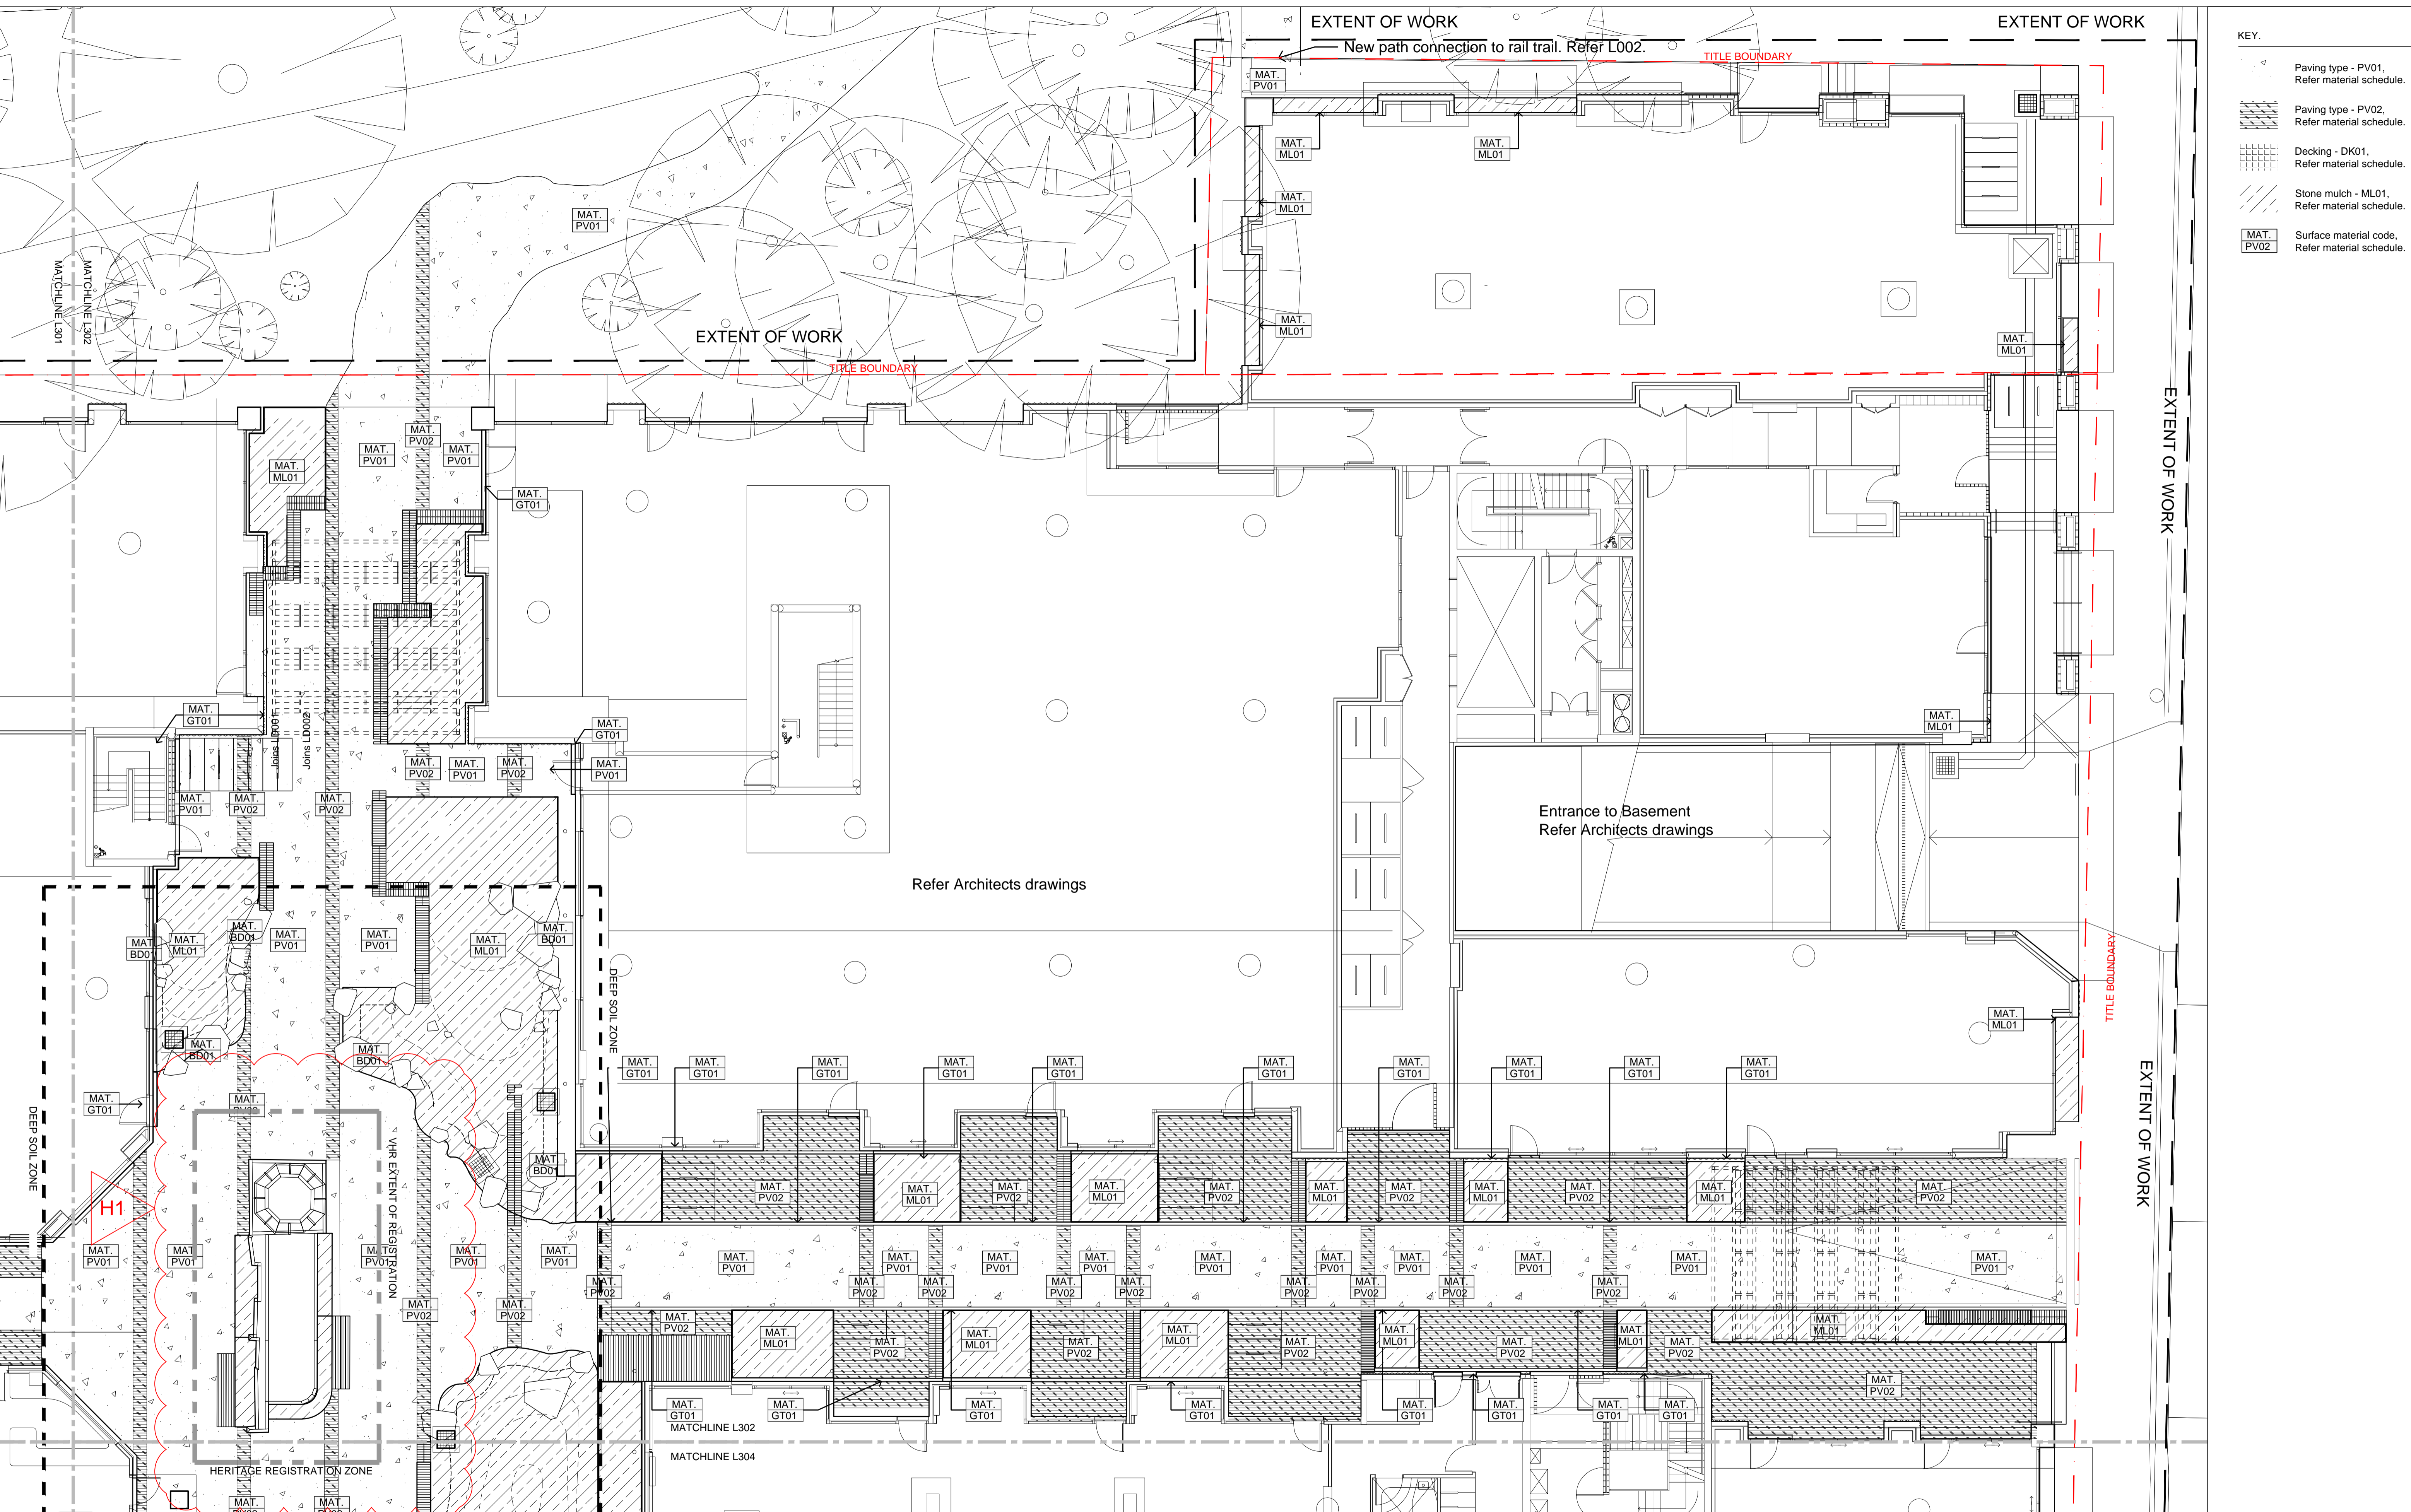 EXTENT OF WORK
EXTENT OF WORK
New path connection to rail trail. Refer L002.
TITLE BOUNDARY
KEY.
Paving type - PV01,
Refer material schedule.
Paving type - PV02,
Refer material schedule.
Decking - DK01,
Refer material schedule.
Stone mulch - ML01,
Refer material schedule.
MAT.
PV02
Surface material code,
Refer material schedule.
MAT.
PV01
MAT.
ML01
MAT.
ML01
MAT.
ML01
MAT.
PV01
MATCHLINE L301
MATCHLINE L302
MAT.
ML01
MAT.
ML01
EXTENT OF WORK
TITLE BOUNDARY
EXTENT OF WORK
MAT.
PV02
MAT.
PV01
MAT.
PV01
MAT.
ML01
MAT.
GT01
MAT.
GT01
Joins LD001
Joins LD002
MAT.
GT01
MAT.
ML01
MAT.
PV02
MAT.
PV01
MAT.
PV02
MAT.
PV01
MAT.
PV01
MAT.
PV02
MAT.
PV02
Entrance to Basement
Refer Architects drawings
Refer Architects drawings
MAT.
BD01
MAT.
ML01
MAT.
BD01
MAT.
PV01
MAT.
PV01
MAT.
ML01
MAT.
BD01
DEEP SOIL ZONE
TITLE BOUNDARY
MAT.
ML01
MAT.
BD01
MAT.
BD01
EXTENT OF WORK
MAT.
GT01
MAT.
GT01
MAT.
GT01
MAT.
GT01
MAT.
GT01
MAT.
GT01
MAT.
GT01
MAT.
GT01
MAT.
GT01
MAT.
GT01
MAT.
GT01
MAT.
DEEP SOIL ZONE
VHR EXTENT OF REGISTRATION
H1
MAT.
BD01
MAT.
PV02
MAT.
ML01
MAT.
PV02
MAT.
ML01
MAT.
PV02
MAT.
ML01
MAT.
PV02
MAT.
ML01
MAT.
PV02
MAT.
ML01
MAT.
PV02
MAT.
PV01
MAT.
PV01
MAT.
PV01
MAT.
PV01
MAT.
PV01
MAT.
PV01
MAT.
PV01
MAT.
PV01
MAT.
PV01
MAT.
PV01
MAT.
PV01
MAT.
PV01
MAT.
PV01
MAT.
PV01
MAT.
PV01
MAT.
PV02
MAT.
PV02
MAT.
PV02
MAT.
PV02
MAT.
PV02
MAT.
PV02
MAT.
PV02
MAT.
PV02
MAT.
PV02
MAT.
PV02
MAT.
PV02
MAT.
PV02
MAT.
ML01
MAT.
PV02
MAT.
ML01
MAT.
PV02
MAT.
ML01
MAT.
PV02
MAT.
ML01
MAT.
PV02
MAT.
ML01
MAT.
PV02
MAT.
ML01
MAT.
PV02
MAT.
GT01
MAT.
GT01
MAT.
GT01
MAT.
GT01
MAT.
GT01
MAT.
GT01
MAT.
GT01
MAT.
GT01
MATCHLINE L302
MATCHLINE L304
HERITAGE REGISTRATION ZONE
MAT.
MAT.